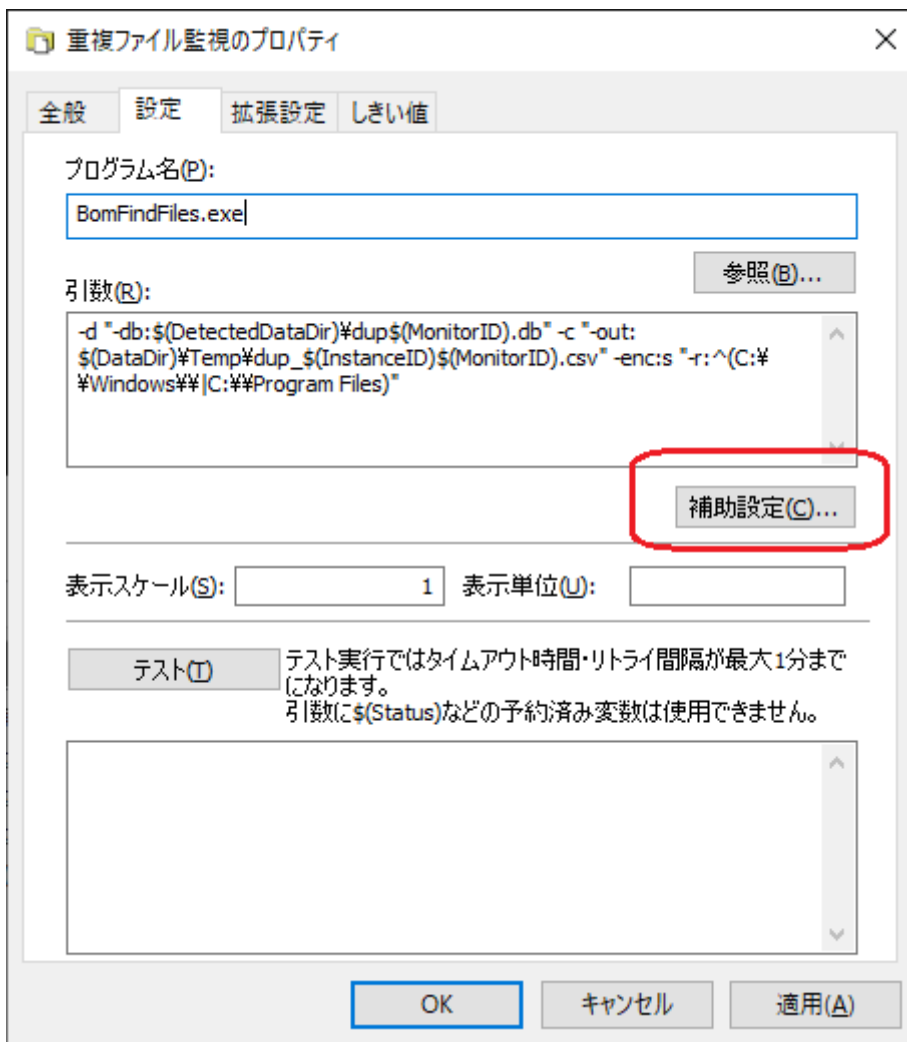 重複ファイル監視のプロパティ
全般 設定 拡張設定 しきい値
プログラム名(P):
BomFindFiles.exe
参照(B)...
引数(R):
-d "-db:$(DetectedDataDir)¥dup$(MonitorID).db" -c "-out:
$(DataDir)¥Temp¥dup_$(InstanceID)$(MonitorID).csv" -enc:s "-r:^(C:¥
¥Windows¥¥|C:¥¥Program Files)"
補助設定(C)...
表示スケール(S): 1 表示単位(U):
テスト(T)
テスト実行ではタイムアウト時間・リトライ間隔が最大1分まで
になります。
引数に$(Status)などの予約済み変数は使用できません。
OK キャンセル 適用(A)